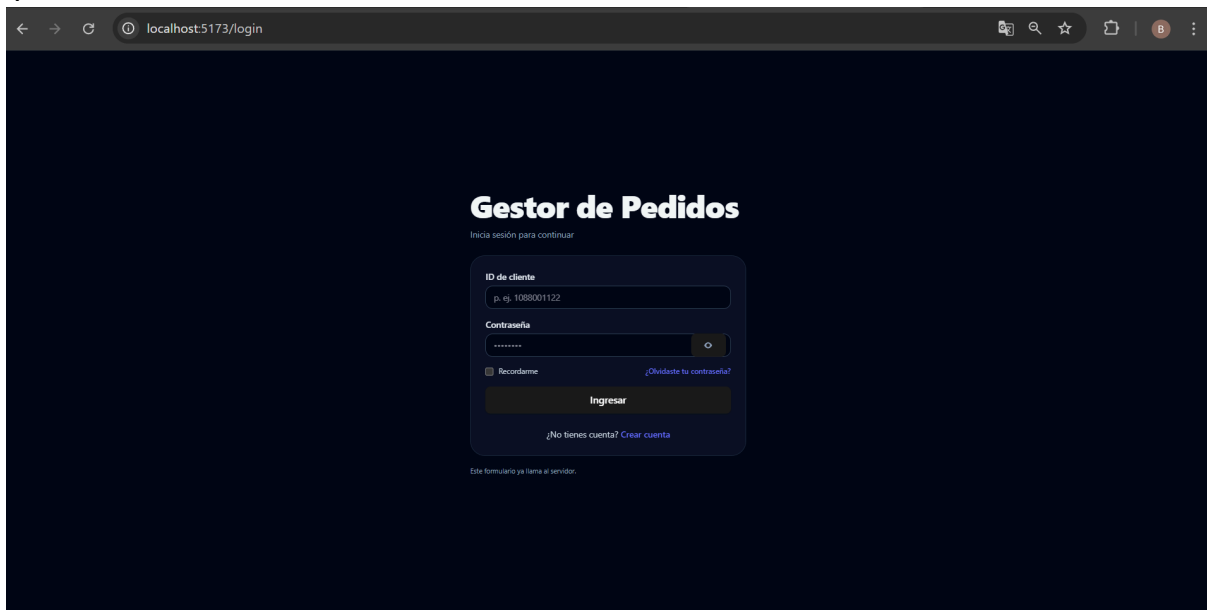 localhost:5173/login
B
Gestor de Pedidos
Inicia sesión para continuar
ID de cliente
p. ej. 1088001122
Contraseña
--------
Recordarme ¿Olvidaste tu contraseña?
Ingresar
¿No tienes cuenta? Crear cuenta
Este formulario ya llama al servidor.